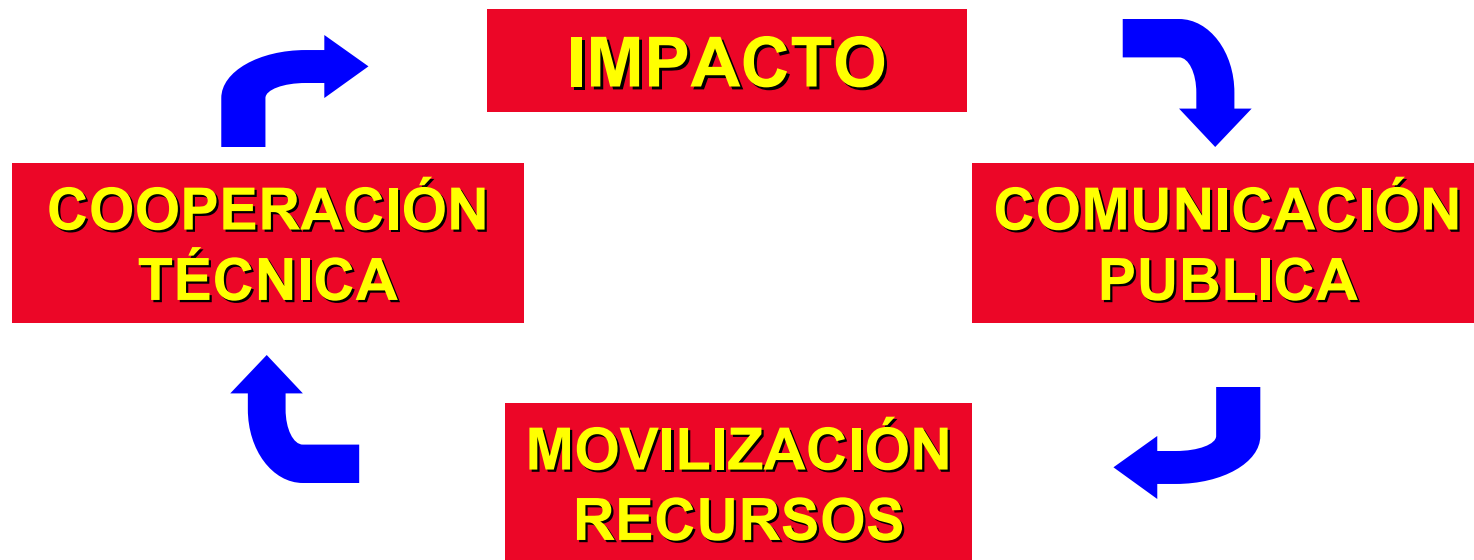 IMPACTO
COOPERACIÓN
TÉCNICA
COMUNICACIÓN
PUBLICA
MOVILIZACIÓN
RECURSOS